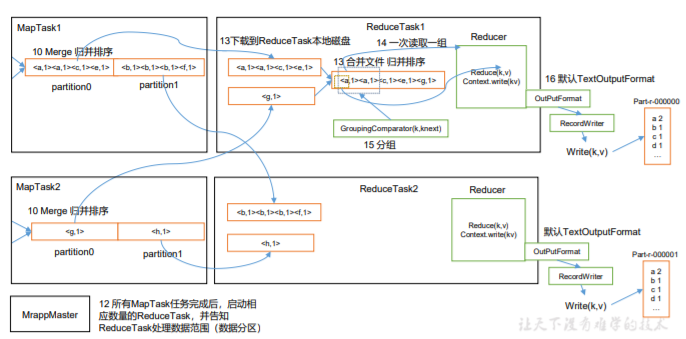 MapTask1
10 Merge 归并排序
<a,1><a,1><c,1><e,1>
<b,1><b,1><b,1><f,1>
partition0
partition1
ReduceTask1
13下载到ReduceTask本地磁盘
<a,1><a,1><c,1><e,1>
<g,1>
13 合并文件 归并排序
<a,1><a,1><c,1><e,1><g,1>
GroupingComparator(k,knext)
15 分组
14 一次读取一组
Reducer
Reduce(k,v)
Context.write(kv)
16 默认TextOutputFormat
OutPutFormat
RecordWriter
Write(k,v)
Part-r-000000
a 2
b 1
c 1
d 1
...
MapTask2
10 Merge 归并排序
<g,1>
<h,1>
partition0
partition1
ReduceTask2
<b,1><b,1><b,1><f,1>
<h,1>
Reducer
Reduce(k,v)
Context.write(kv)
默认TextOutputFormat
OutPutFormat
RecordWriter
Write(k,v)
Part-r-000001
a 2
b 1
c 1
d 1
...
MrappMaster
12 所有MapTask任务完成后，启动相
应数量的ReduceTask，并告知
ReduceTask处理数据范围（数据分区）
让天下没有难学的技术